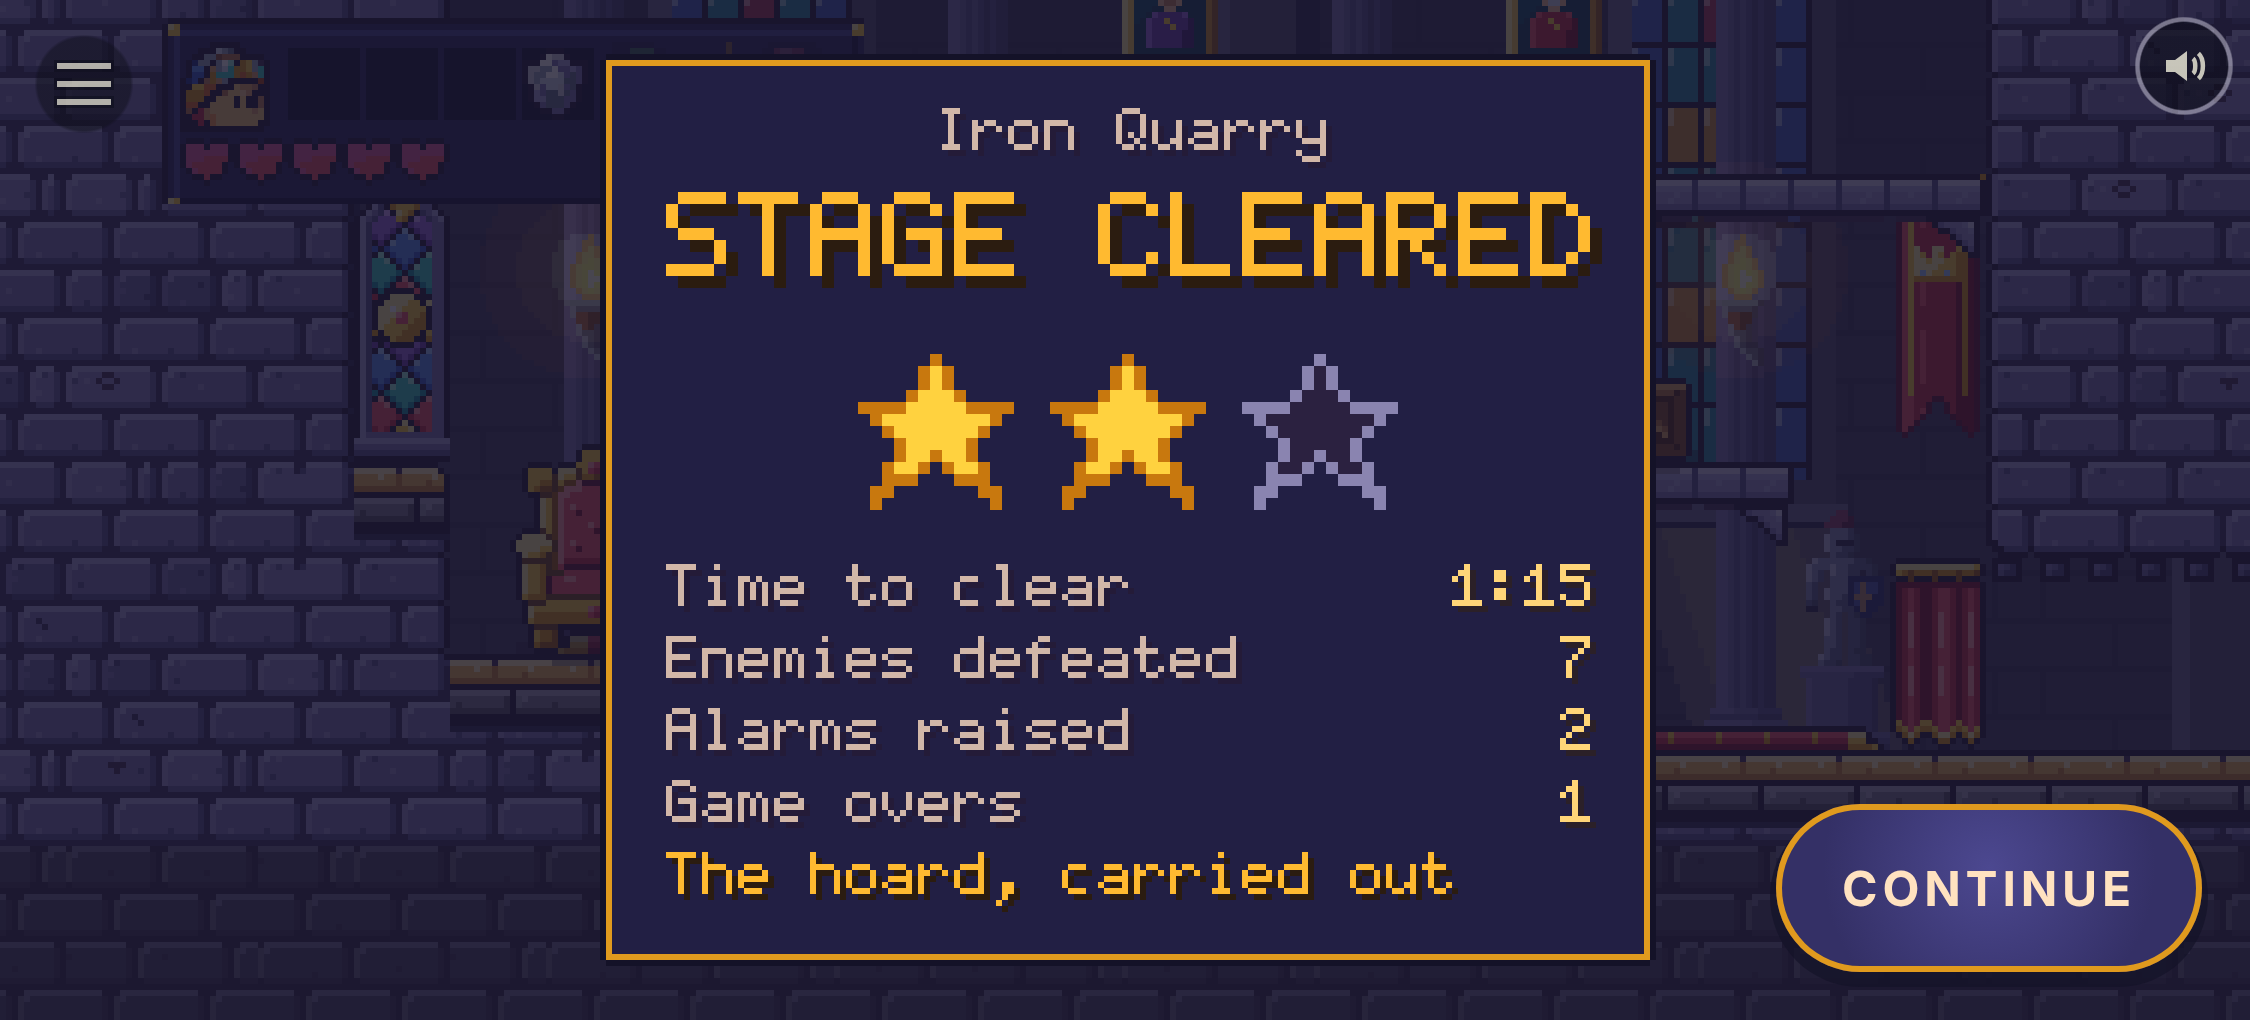 Iron Quarry
STAGE CLEARED
Time to clear 1:15
Enemies defeated 7
Alarms raised 2
Game overs 1
The hoard, carried out
CONTINUE